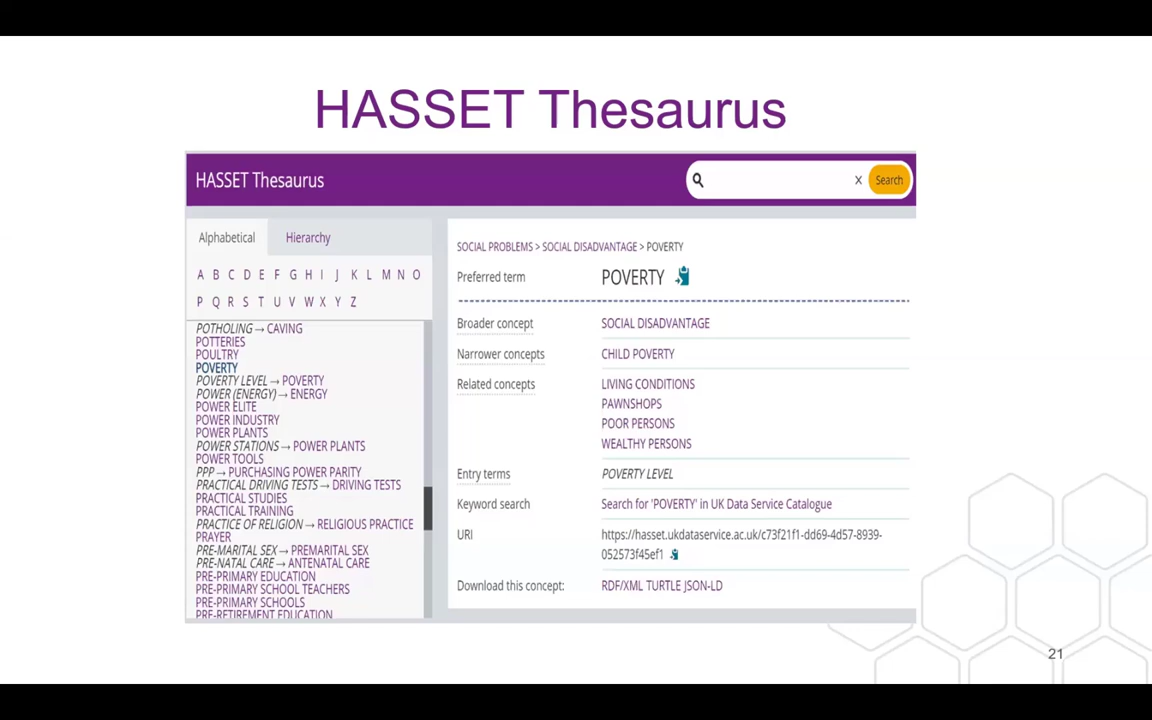 HASSET Thesaurus
HASSET Thesaurus
X Search
Alphabetical Hierarchy
A B C D E F G H I J K L M N O
P Q R S T U V W X Y Z
POTHOLING → CAVING
POTTERIES
POULTRY
POVERTY
POVERTY LEVEL → POVERTY
POWER (ENERGY) → ENERGY
POWER ELITE
POWER INDUSTRY
POWER PLANTS
POWER STATIONS → POWER PLANTS
POWER TOOLS
PPP → PURCHASING POWER PARITY
PRACTICAL DRIVING TESTS → DRIVING TESTS
PRACTICAL STUDIES
PRACTICAL TRAINING
PRACTICE OF RELIGION → RELIGIOUS PRACTICE
PRAYER
PRE-MARITAL SEX → PREMARITAL SEX
PRE-NATAL CARE → ANTENATAL CARE
PRE-PRIMARY EDUCATION
PRE-PRIMARY SCHOOL TEACHERS
PRE-PRIMARY SCHOOLS
PRE-RETIREMENT EDUCATION
SOCIAL PROBLEMS > SOCIAL DISADVANTAGE > POVERTY
Preferred term POVERTY
Broader concept SOCIAL DISADVANTAGE
Narrower concepts CHILD POVERTY
Related concepts LIVING CONDITIONS
PAWNSHOPS
POOR PERSONS
WEALTHY PERSONS
Entry terms POVERTY LEVEL
Keyword search Search for 'POVERTY' in UK Data Service Catalogue
URI https://hasset.ukdataservice.ac.uk/c73f21f1-dd69-4d57-8939-
052573f45ef1
Download this concept: RDF/XML TURTLE JSON-LD
21